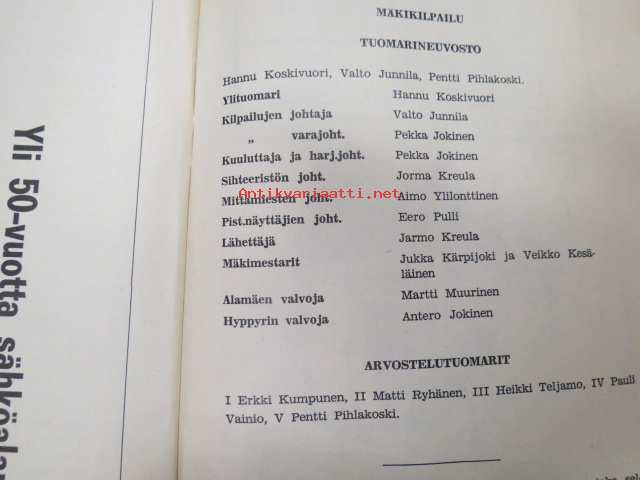 MÄKIKILPAILU
TUOMARINEUVOSTO
Hannu Koskivuori, Valto Junnila, Pentti Pihlakoski.
Ylituomari Hannu Koskivuori
Kilpailujen johtaja Valto Junnila
„ varajoht. Pekka Jokinen
Kuuluttaja ja harj.joht. Pekka Jokinen
Sihteeristön joht. Jorma Kreula
Antikvariaatti.net
Mittamiesten joht. Aimo Ylilonttinen
Pist.näyttäjien joht. Eero Pulli
Lähettäjä Jarmo Kreula
Mäkimestarit Jukka Kärpijoki ja Veikko Kesä-
läinen
Alamäen valvoja Martti Muurinen
Hyppyrin valvoja Antero Jokinen
ARVOSTELUTUOMARIT
I Erkki Kumpunen, II Matti Ryhänen, III Heikki Teljamo, IV Pauli
Vainio, V Pentti Pihlakoski.
Yli 50-vuotta